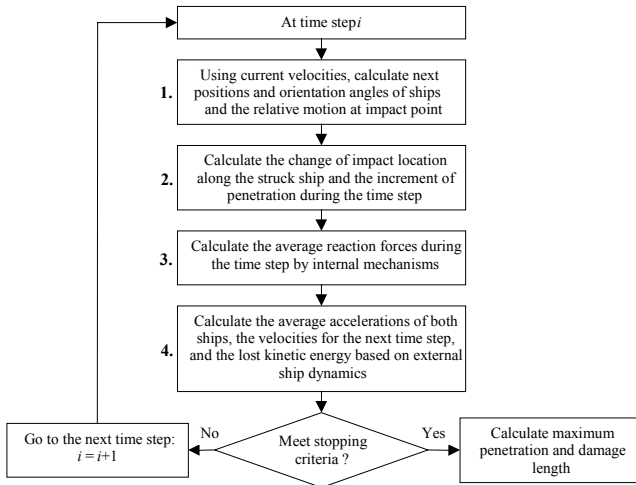 At time step i
1.
Using current velocities, calculate next
positions and orientation angles of ships
and the relative motion at impact point
2.
Calculate the change of impact location
along the struck ship and the increment of
penetration during the time step
3.
Calculate the average reaction forces during
the time step by internal mechanisms
4.
Calculate the average accelerations of both
ships, the velocities for the next time step,
and the lost kinetic energy based on external
ship dynamics
Meet stopping
criteria ?
No
Go to the next time step:
i = i+1
Yes
Calculate maximum
penetration and damage
length